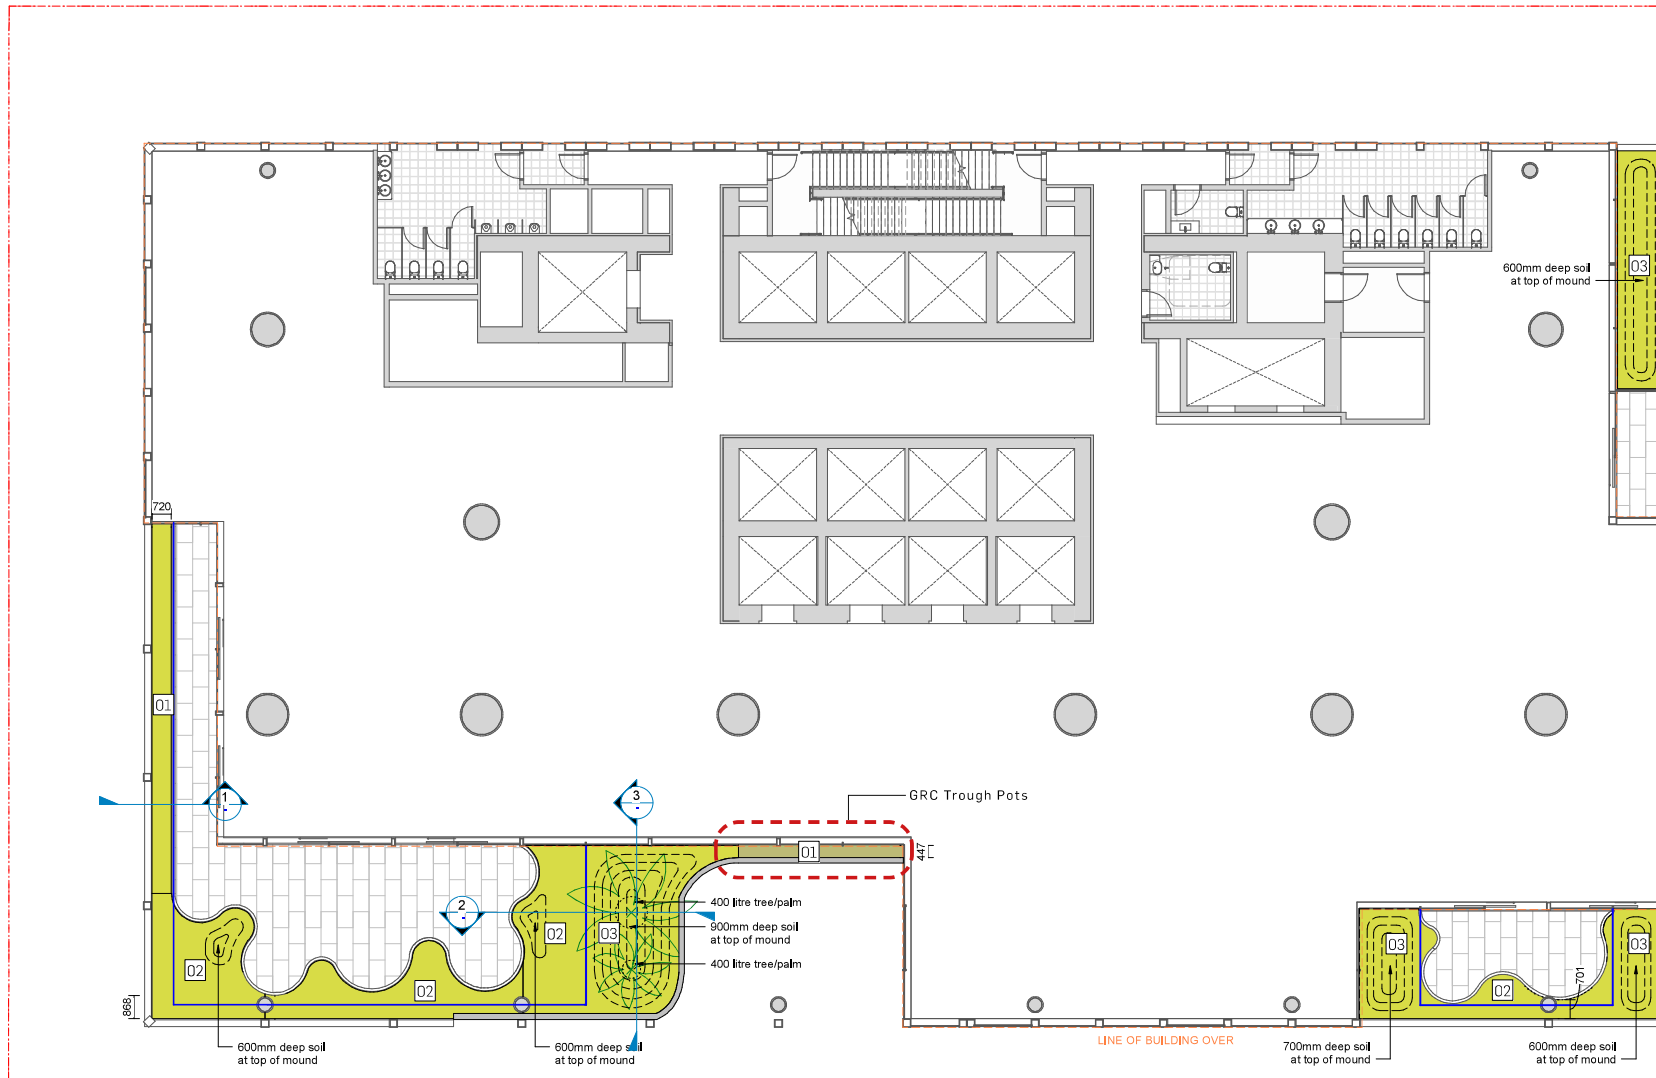 03
600mm deep soil
at top of mound
720
01
1
3
GRC Trough Pots
01
447
400 litre tree/palm
2
02
03
900mm deep soil
at top of mound
03
03
02
400 litre tree/palm
701
02
02
868
LINE OF BUILDING OVER
600mm deep soil
at top of mound
600mm deep soil
at top of mound
700mm deep soil
at top of mound
600mm deep soil
at top of mound